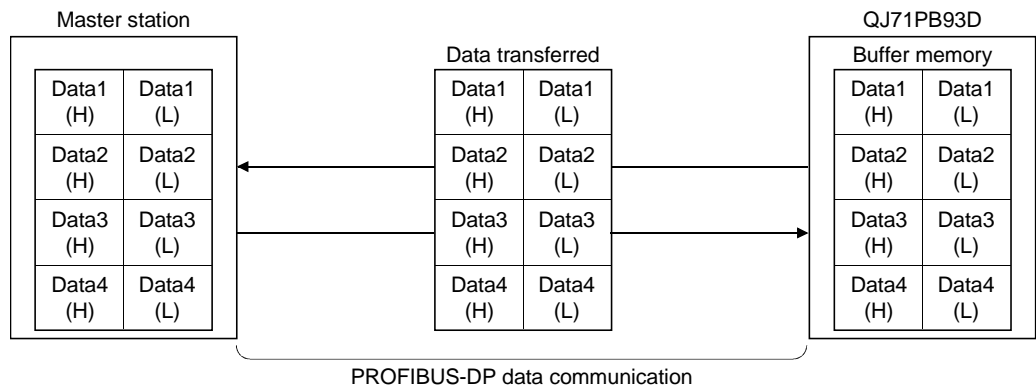 Master station
Data1 Data1
(H) (L)
Data2 Data2
(H) (L)
Data3 Data3
(H) (L)
Data4 Data4
(H) (L)
Data transferred
Data1 Data1
(H) (L)
Data2 Data2
(H) (L)
Data3 Data3
(H) (L)
Data4 Data4
(H) (L)
QJ71PB93D
Buffer memory
Data1 Data1
(H) (L)
Data2 Data2
(H) (L)
Data3 Data3
(H) (L)
Data4 Data4
(H) (L)
PROFIBUS-DP data communication